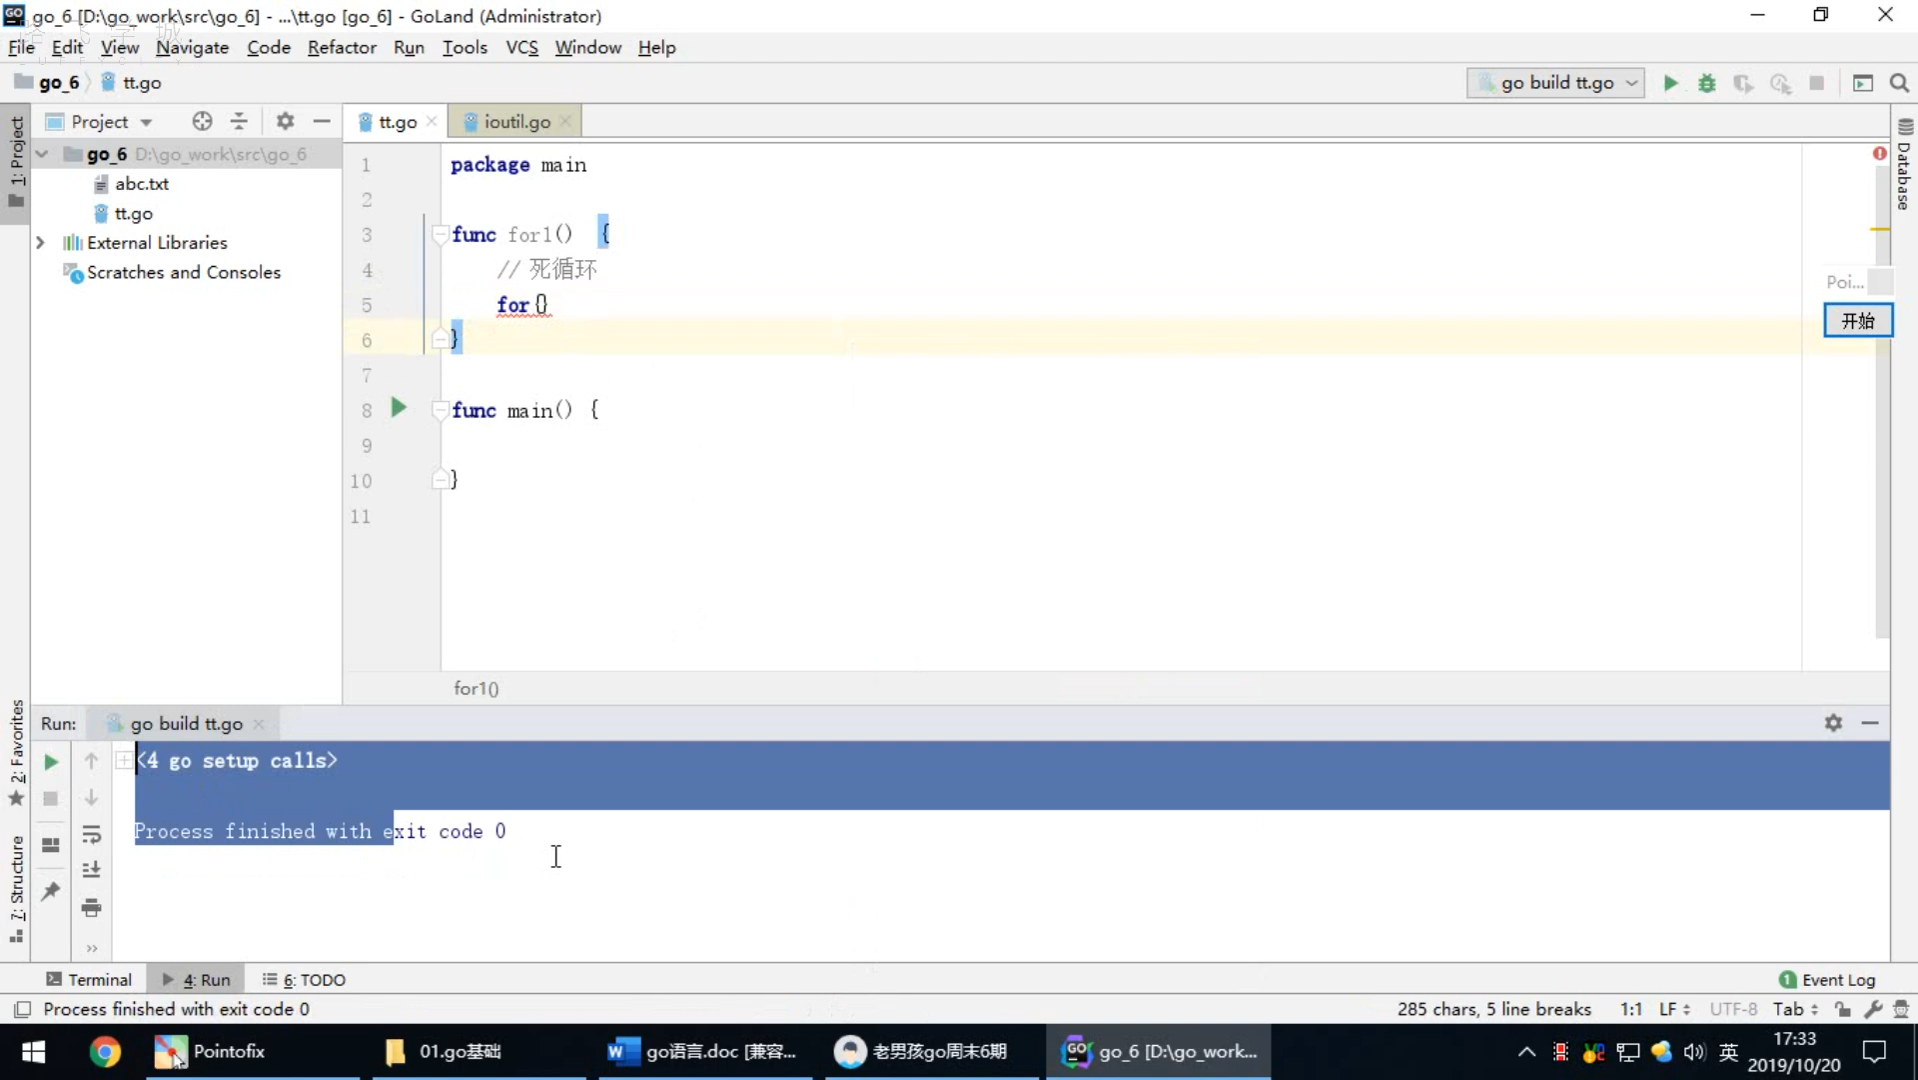 go_6 [D:\go_work\src\go_6] - ...\tt.go [go_6] - GoLand (Administrator)
File Edit View Navigate Code Refactor Run Tools VCS Window Help
go_6 tt.go
go build tt.go
Project
tt.go
ioutil.go
1: Project
go_6 D:\go_work\src\go_6
abc.txt
tt.go
External Libraries
Scratches and Consoles
1 package main
2
3 func for1() {
4 // 死循环
5 for {}
6 }
7
8 func main() {
9
10 }
11
Database
Poi...
开始
for1()
2: Favorites
7: Structure
Run: go build tt.go
<4 go setup calls>
Process finished with exit code 0
Terminal 4: Run 6: TODO
1 Event Log
Process finished with exit code 0
285 chars, 5 line breaks 1:1 LF UTF-8 Tab
Pointofix
01.go基础
go语言.doc [兼容...
老男孩go周末6期
go_6 [D:\go_work...
英
17:33
2019/10/20